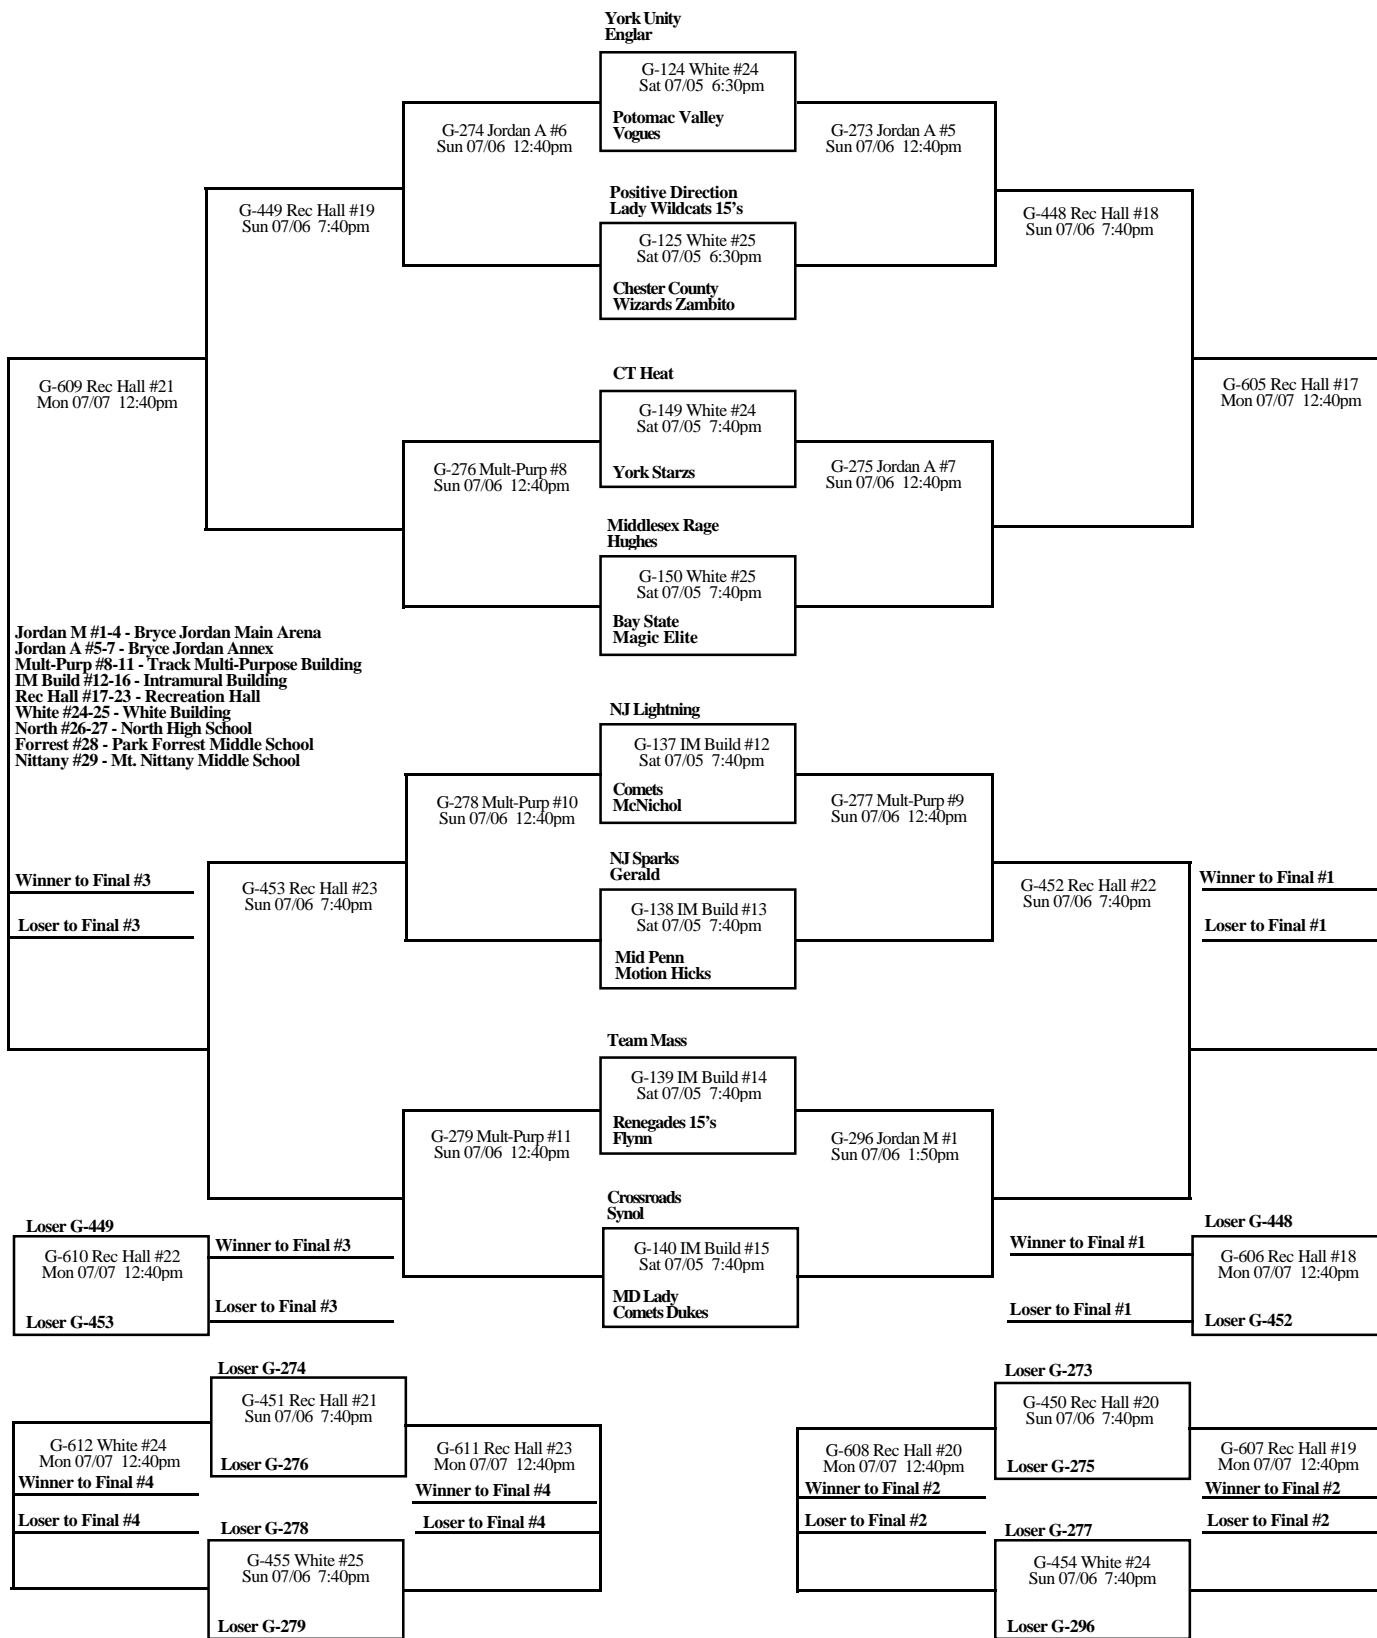 York Unity
Englar
G-124 White #24
Sat 07/05 6:30pm
Potomac Valley
Vogues
G-274 Jordan A #6
Sun 07/06 12:40pm
G-273 Jordan A #5
Sun 07/06 12:40pm
Positive Direction
Lady Wildcats 15's
G-125 White #25
Sat 07/05 6:30pm
Chester County
Wizards Zambito
G-449 Rec Hall #19
Sun 07/06 7:40pm
G-448 Rec Hall #18
Sun 07/06 7:40pm
G-609 Rec Hall #21
Mon 07/07 12:40pm
CT Heat
G-149 White #24
Sat 07/05 7:40pm
York Starzs
G-605 Rec Hall #17
Mon 07/07 12:40pm
G-276 Mult-Purp #8
Sun 07/06 12:40pm
G-275 Jordan A #7
Sun 07/06 12:40pm
Middlesex Rage
Hughes
G-150 White #25
Sat 07/05 7:40pm
Bay State
Magic Elite
Jordan M #1-4 - Bryce Jordan Main Arena
Jordan A #5-7 - Bryce Jordan Annex
Mult-Purp #8-11 - Track Multi-Purpose Building
IM Build #12-16 - Intramural Building
Rec Hall #17-23 - Recreation Hall
White #24-25 - White Building
North #26-27 - North High School
Forrest #28 - Park Forrest Middle School
Nittany #29 - Mt. Nittany Middle School
NJ Lightning
G-137 IM Build #12
Sat 07/05 7:40pm
Comets
McNichol
G-278 Mult-Purp #10
Sun 07/06 12:40pm
G-277 Mult-Purp #9
Sun 07/06 12:40pm
NJ Sparks
Gerald
G-138 IM Build #13
Sat 07/05 7:40pm
Mid Penn
Motion Hicks
Winner to Final #3
Loser to Final #3
G-453 Rec Hall #23
Sun 07/06 7:40pm
G-452 Rec Hall #22
Sun 07/06 7:40pm
Winner to Final #1
Loser to Final #1
Team Mass
G-139 IM Build #14
Sat 07/05 7:40pm
Renegades 15's
Flynn
G-279 Mult-Purp #11
Sun 07/06 12:40pm
G-296 Jordan M #1
Sun 07/06 1:50pm
Crossroads
Synol
G-140 IM Build #15
Sat 07/05 7:40pm
MD Lady
Comets Dukes
Loser G-449
G-610 Rec Hall #22
Mon 07/07 12:40pm
Loser G-453
Winner to Final #3
Loser to Final #3
Winner to Final #1
Loser to Final #1
Loser G-448
G-606 Rec Hall #18
Mon 07/07 12:40pm
Loser G-452
Loser G-274
G-451 Rec Hall #21
Sun 07/06 7:40pm
Loser G-276
G-612 White #24
Mon 07/07 12:40pm
Winner to Final #4
Loser to Final #4
G-611 Rec Hall #23
Mon 07/07 12:40pm
Winner to Final #4
Loser to Final #4
Loser G-278
G-455 White #25
Sun 07/06 7:40pm
Loser G-279
Loser G-273
G-450 Rec Hall #20
Sun 07/06 7:40pm
Loser G-275
G-608 Rec Hall #20
Mon 07/07 12:40pm
Winner to Final #2
Loser to Final #2
G-607 Rec Hall #19
Mon 07/07 12:40pm
Winner to Final #2
Loser to Final #2
Loser G-277
G-454 White #24
Sun 07/06 7:40pm
Loser G-296